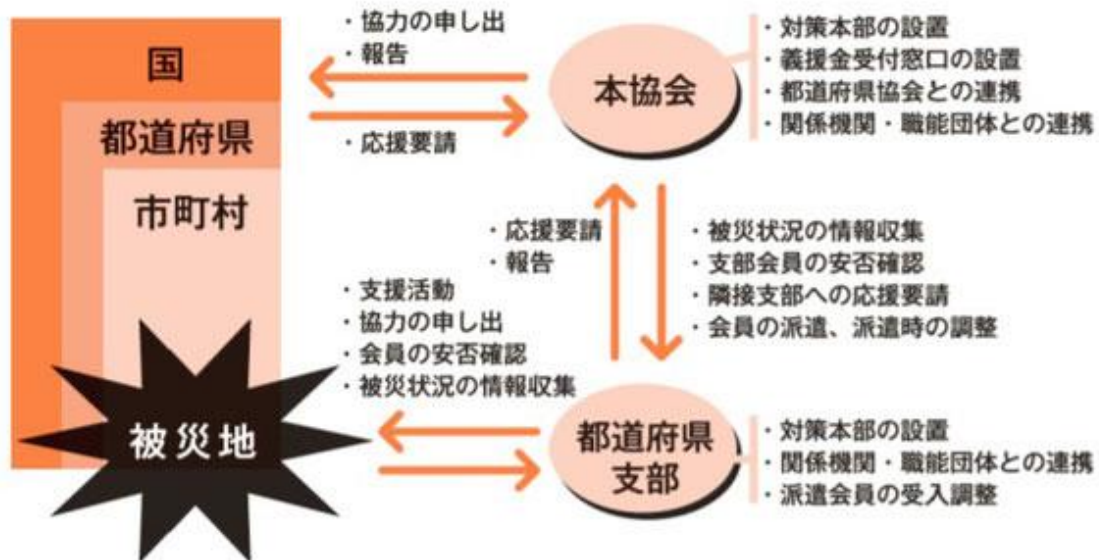 国
都道府県
市町村
被災地
・協力の申し出
・報告
・応援要請
本協会
・対策本部の設置
・義援金受付窓口の設置
・都道府県協会との連携
・関係機関・職能団体との連携
・応援要請
・報告
・被災状況の情報収集
・支部会員の安否確認
・隣接支部への応援要請
・会員の派遣、派遣時の調整
・支援活動
・協力の申し出
・会員の安否確認
・被災状況の情報収集
都道府県
支部
・対策本部の設置
・関係機関・職能団体との連携
・派遣会員の受入調整